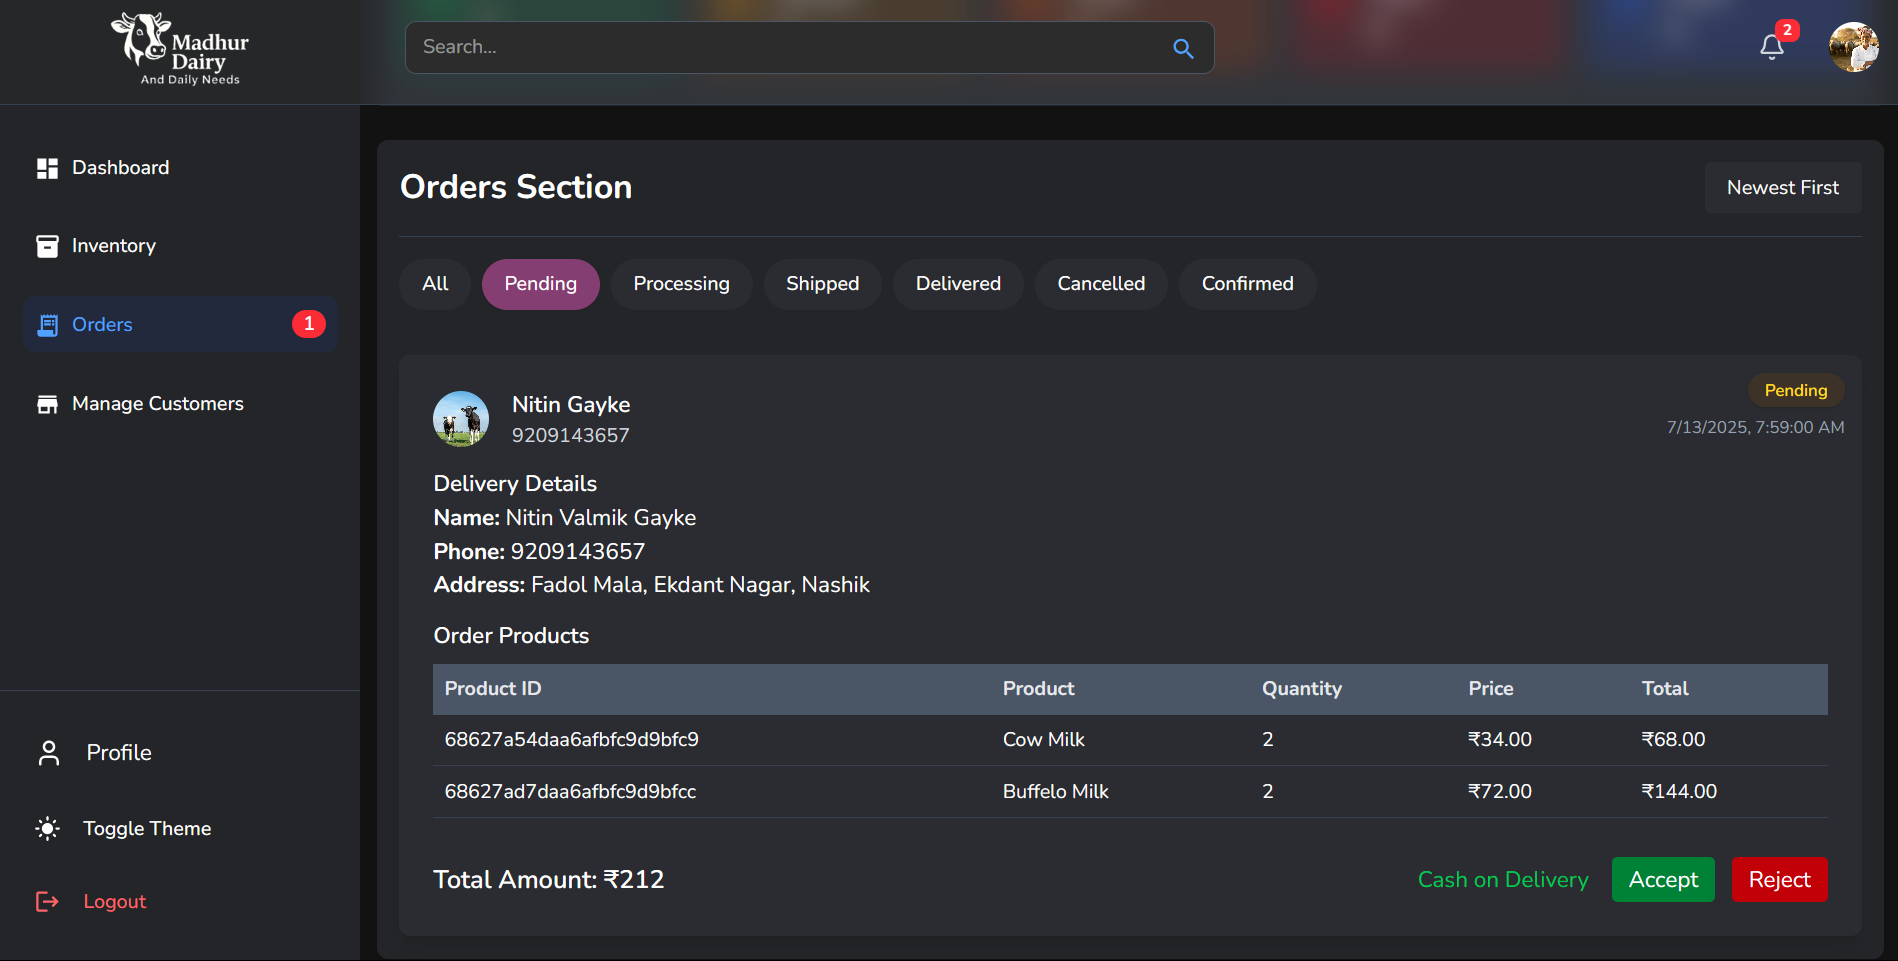 Madhur
Dairy
And Daily Needs
Search...
2
Dashboard
Inventory
Orders 1
Manage Customers
Profile
Toggle Theme
Logout
Orders Section
Newest First
All Pending Processing Shipped Delivered Cancelled Confirmed
Nitin Gayke
9209143657
Pending
7/13/2025, 7:59:00 AM
Delivery Details
Name: Nitin Valmik Gayke
Phone: 9209143657
Address: Fadol Mala, Ekdant Nagar, Nashik
Order Products
Product ID Product Quantity Price Total
68627a54daa6afbfc9d9bfc9 Cow Milk 2 ₹34.00 ₹68.00
68627ad7daa6afbfc9d9bfcc Buffelo Milk 2 ₹72.00 ₹144.00
Total Amount: ₹212
Cash on Delivery Accept Reject